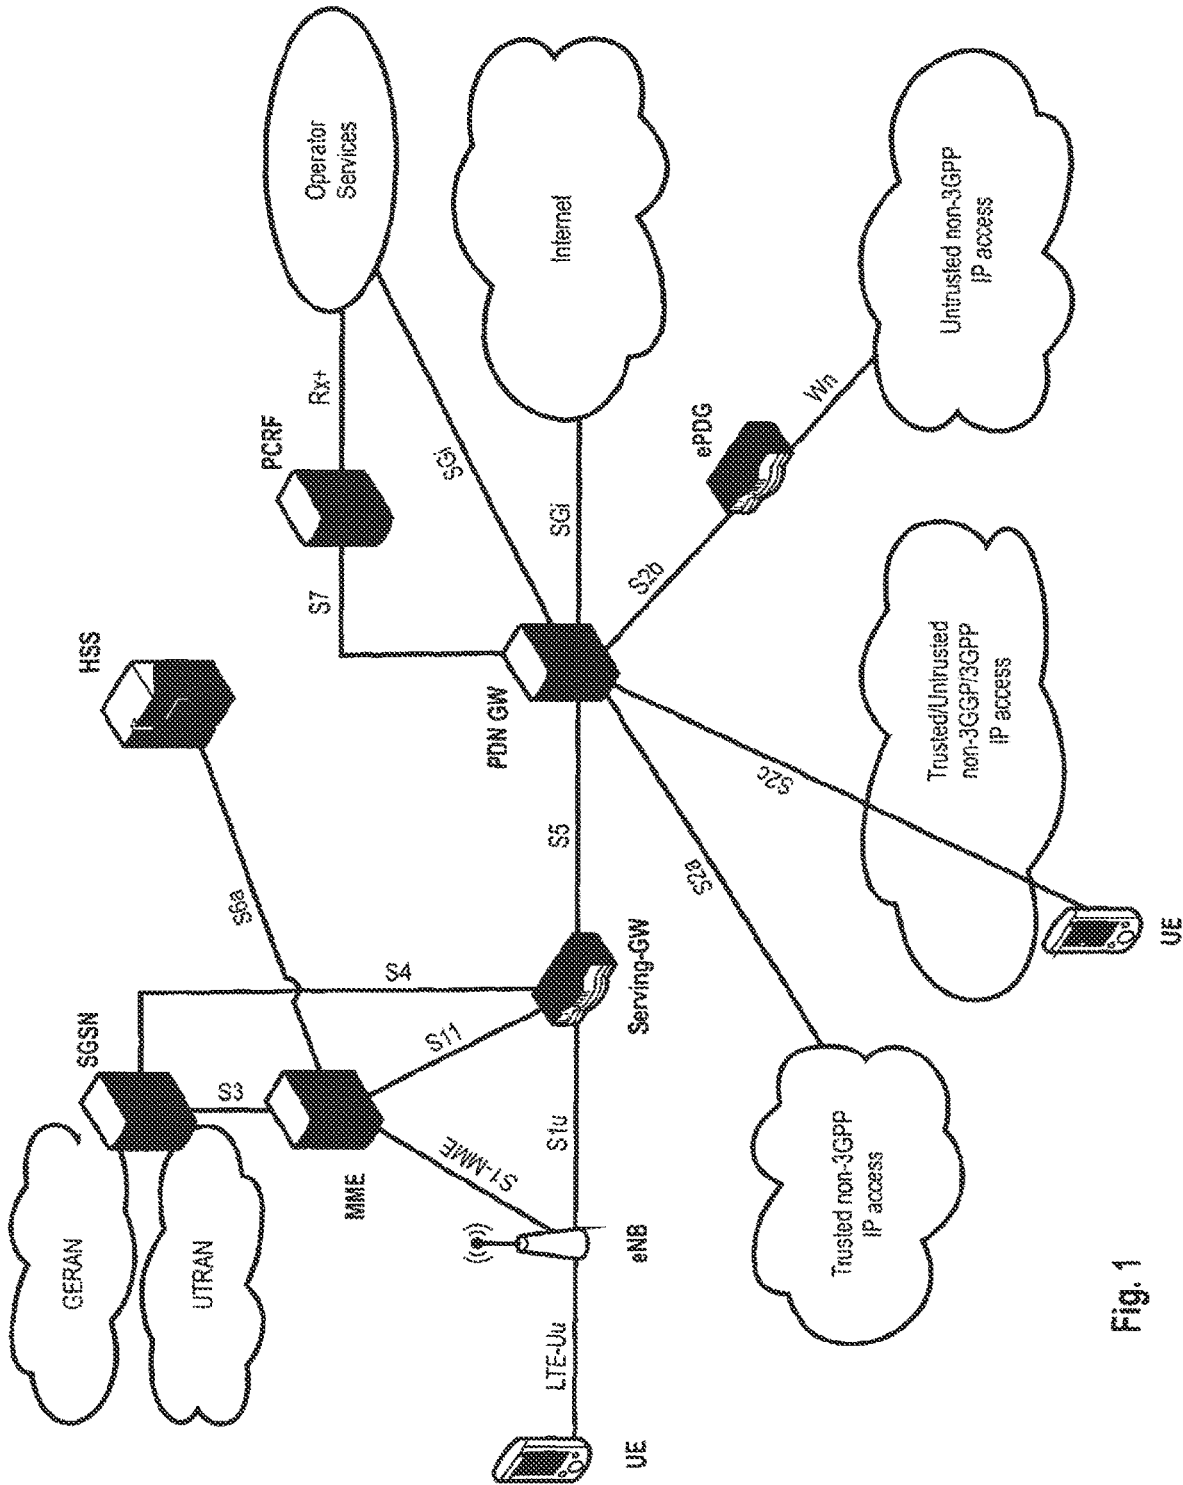 GERAN
UTRAN
SGSN
HSS
S3
S6a
S4
MME
S11
S1-MME
S7
PCRF
Rx+
Operator
Services
SGi
UE
LTE-Uu
eNB
S1u
Serving-GW
S5
PDN GW
SGi
Internet
S2a
S2c
S2b
ePDG
Wn
Trusted non-3GPP
IP access
Trusted/Untrusted
non-3GGP/3GPP
IP access
Untrusted non-3GPP
IP access
UE
Fig. 1